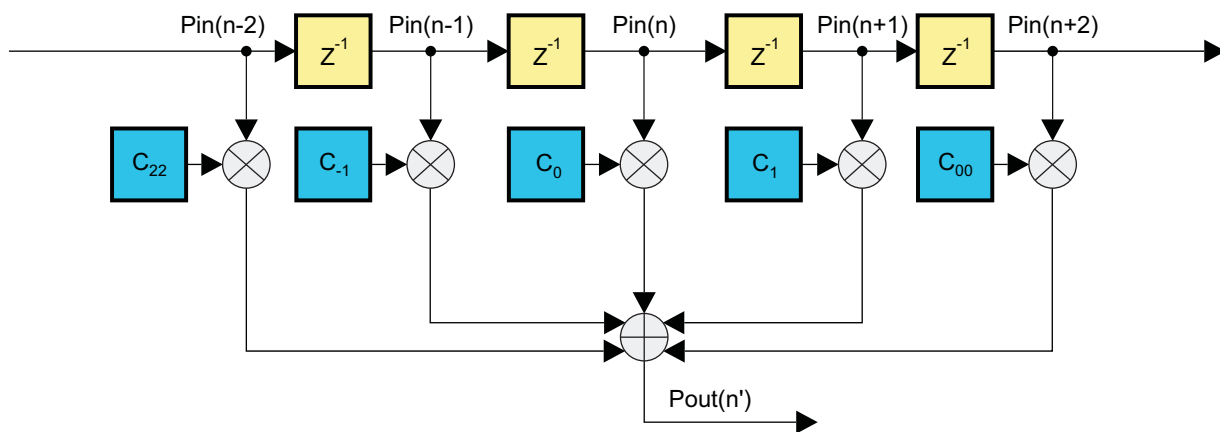 Pin(n-2) Pin(n-1) Pin(n) Pin(n+1) Pin(n+2)
Z⁻¹ Z⁻¹ Z⁻¹ Z⁻¹
C₂₂ C₋₁ C₀ C₁ C₀₀
Pout(n')